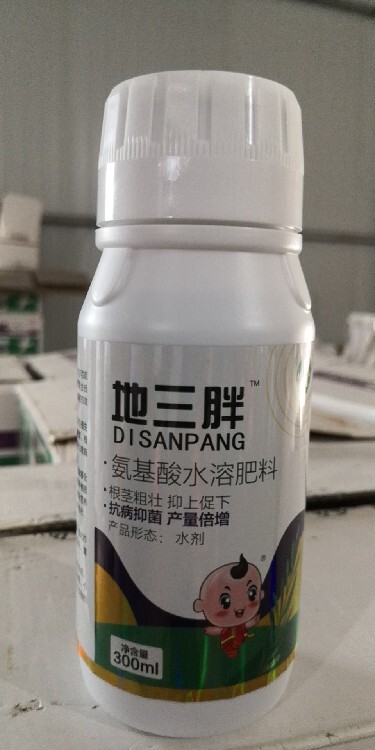 地三胖™
DISANPANG
·氨基酸水溶肥料
·根茎粗壮 抑上促下
·抗病抑菌 产量倍增
产品形态：水剂
®
净含量
300ml